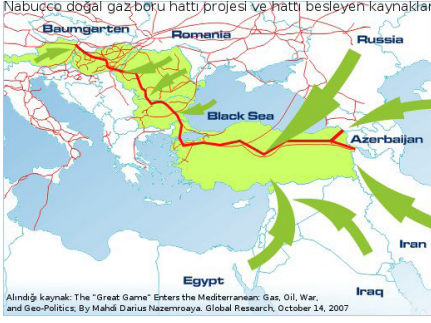 Nabucco doğal gaz boru hattı projesi ve hattı besleyen kaynaklar
Baumgarten
Romania
Russia
Black Sea
Azerbaijan
Iran
Egypt
Iraq
Alındığı kaynak: The "Great Game" Enters the Mediterranean: Gas, Oil, War,
and Geo-Politics; By Mahdi Darius Nazemroaya. Global Research, October 14, 2007